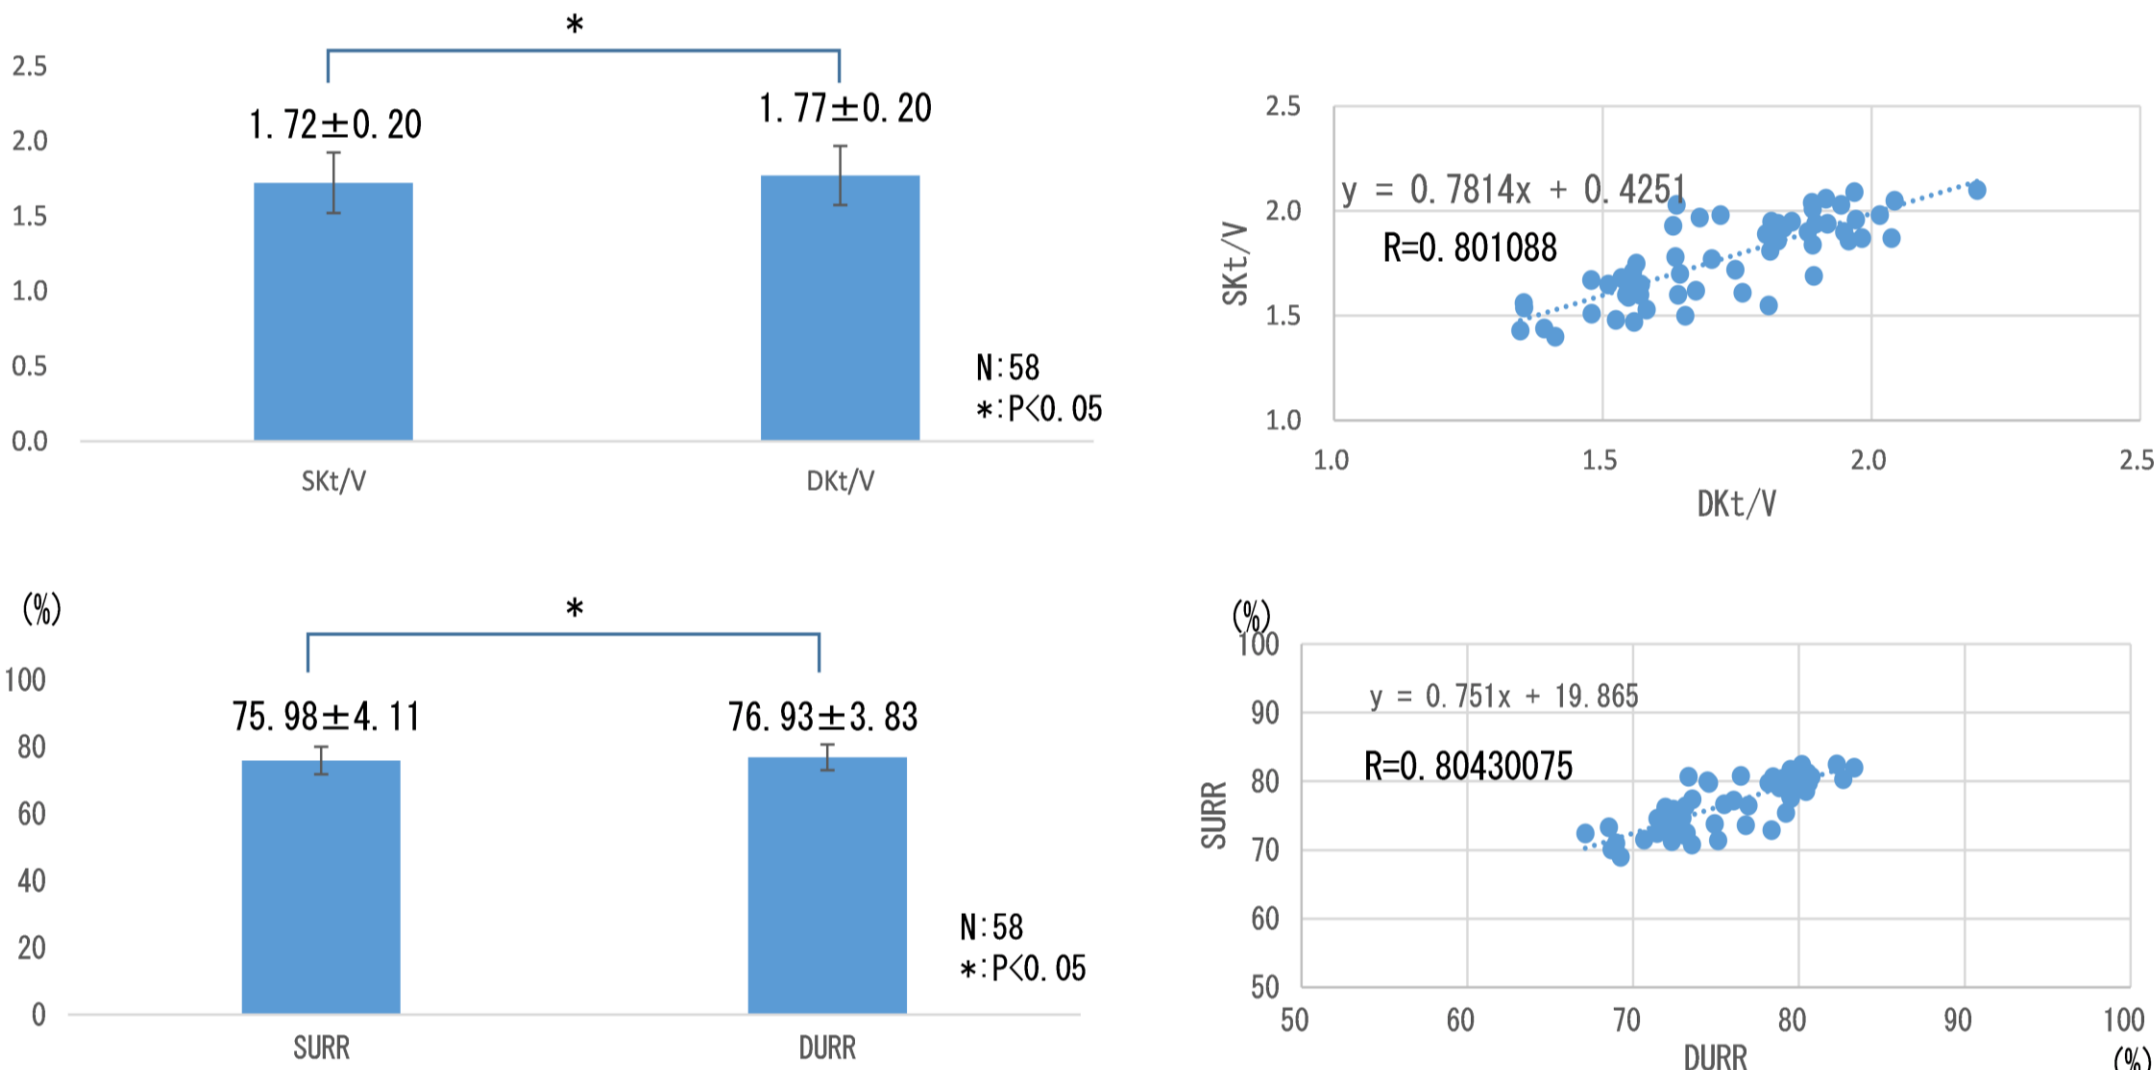 *
2.5
2.0
1.5
1.0
0.5
0.0
1.72±0.20
1.77±0.20
N:58
*:P<0.05
SKt/V
DKt/V
2.5
2.0
1.5
1.0
SKt/V
y = 0.7814x + 0.4251
R=0.801088
1.0
1.5
2.0
2.5
DKt/V
(%)
*
100
80
60
40
20
0
75.98±4.11
76.93±3.83
N:58
*:P<0.05
SURR
DURR
(%)
100
90
80
70
60
50
SURR
y = 0.751x + 19.865
R=0.80430075
50
60
70
80
90
100
DURR
(%)